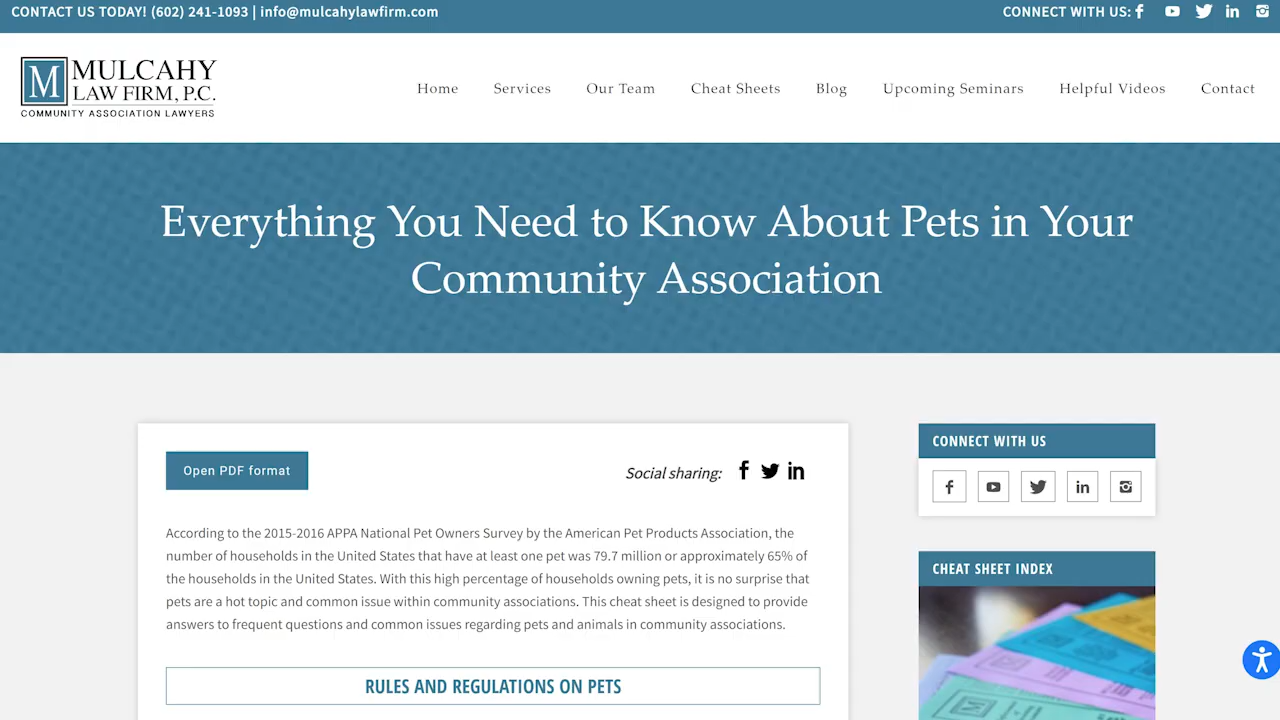 CONTACT US TODAY! (602) 241-1093 | info@mulcahylawfirm.com
CONNECT WITH US:
M MULCAHY
LAW FIRM, P.C.
COMMUNITY ASSOCIATION LAWYERS
Home Services Our Team Cheat Sheets Blog Upcoming Seminars Helpful Videos Contact
Everything You Need to Know About Pets in Your
Community Association
Open PDF format
Social sharing:
According to the 2015-2016 APPA National Pet Owners Survey by the American Pet Products Association, the
number of households in the United States that have at least one pet was 79.7 million or approximately 65% of
the households in the United States. With this high percentage of households owning pets, it is no surprise that
pets are a hot topic and common issue within community associations. This cheat sheet is designed to provide
answers to frequent questions and common issues regarding pets and animals in community associations.
RULES AND REGULATIONS ON PETS
CONNECT WITH US
CHEAT SHEET INDEX